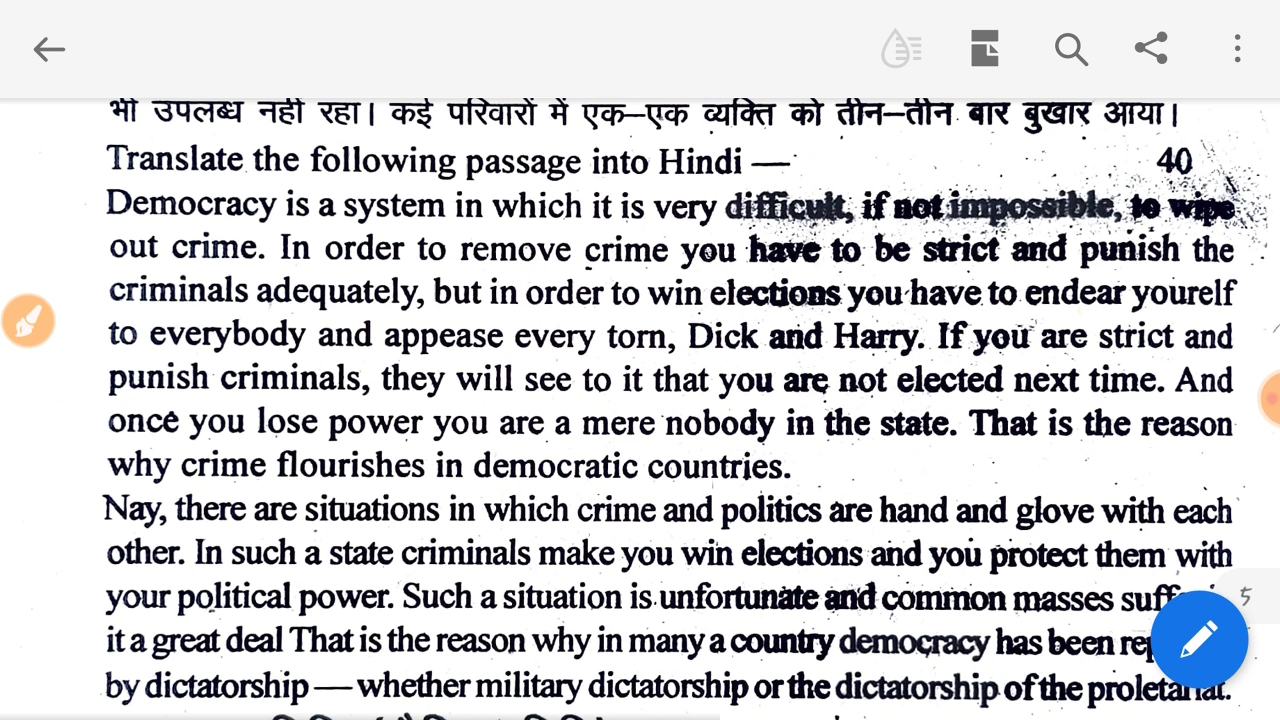 भी उपलब्ध नहीं रहा। कई परिवारों में एक–एक व्यक्ति को तीन–तीन बार बुखार आया।
Translate the following passage into Hindi — 40
Democracy is a system in which it is very difficult, if not impossible, to wipe
out crime. In order to remove crime you have to be strict and punish the
criminals adequately, but in order to win elections you have to endear yourelf
to everybody and appease every torn, Dick and Harry. If you are strict and
punish criminals, they will see to it that you are not elected next time. And
once you lose power you are a mere nobody in the state. That is the reason
why crime flourishes in democratic countries.
Nay, there are situations in which crime and politics are hand and glove with each
other. In such a state criminals make you win elections and you protect them with
your political power. Such a situation is unfortunate and common masses
5
it a great deal That is the reason why in many a country democracy has been
by dictatorship — whether military dictatorship or the dictatorship of the proletariat.